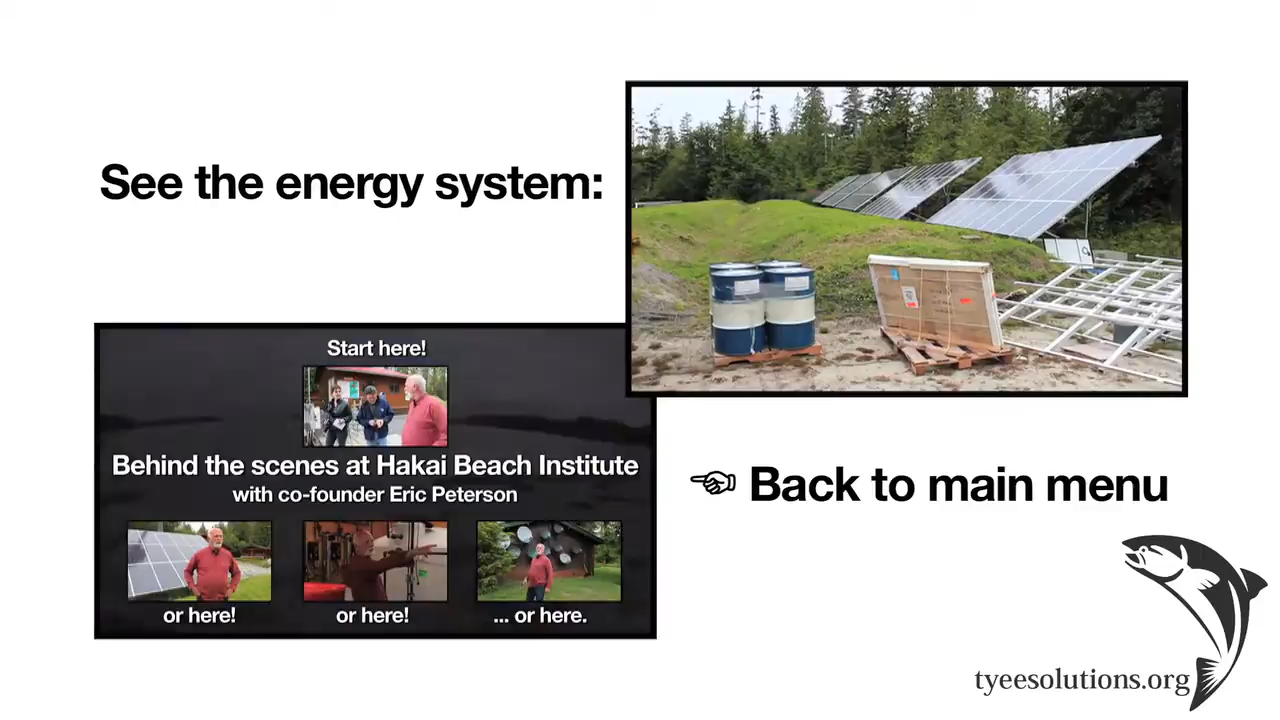 See the energy system:
Start here!
Behind the scenes at Hakai Beach Institute
with co-founder Eric Peterson
or here!
or here!
... or here.
☜ Back to main menu
tyeesolutions.org